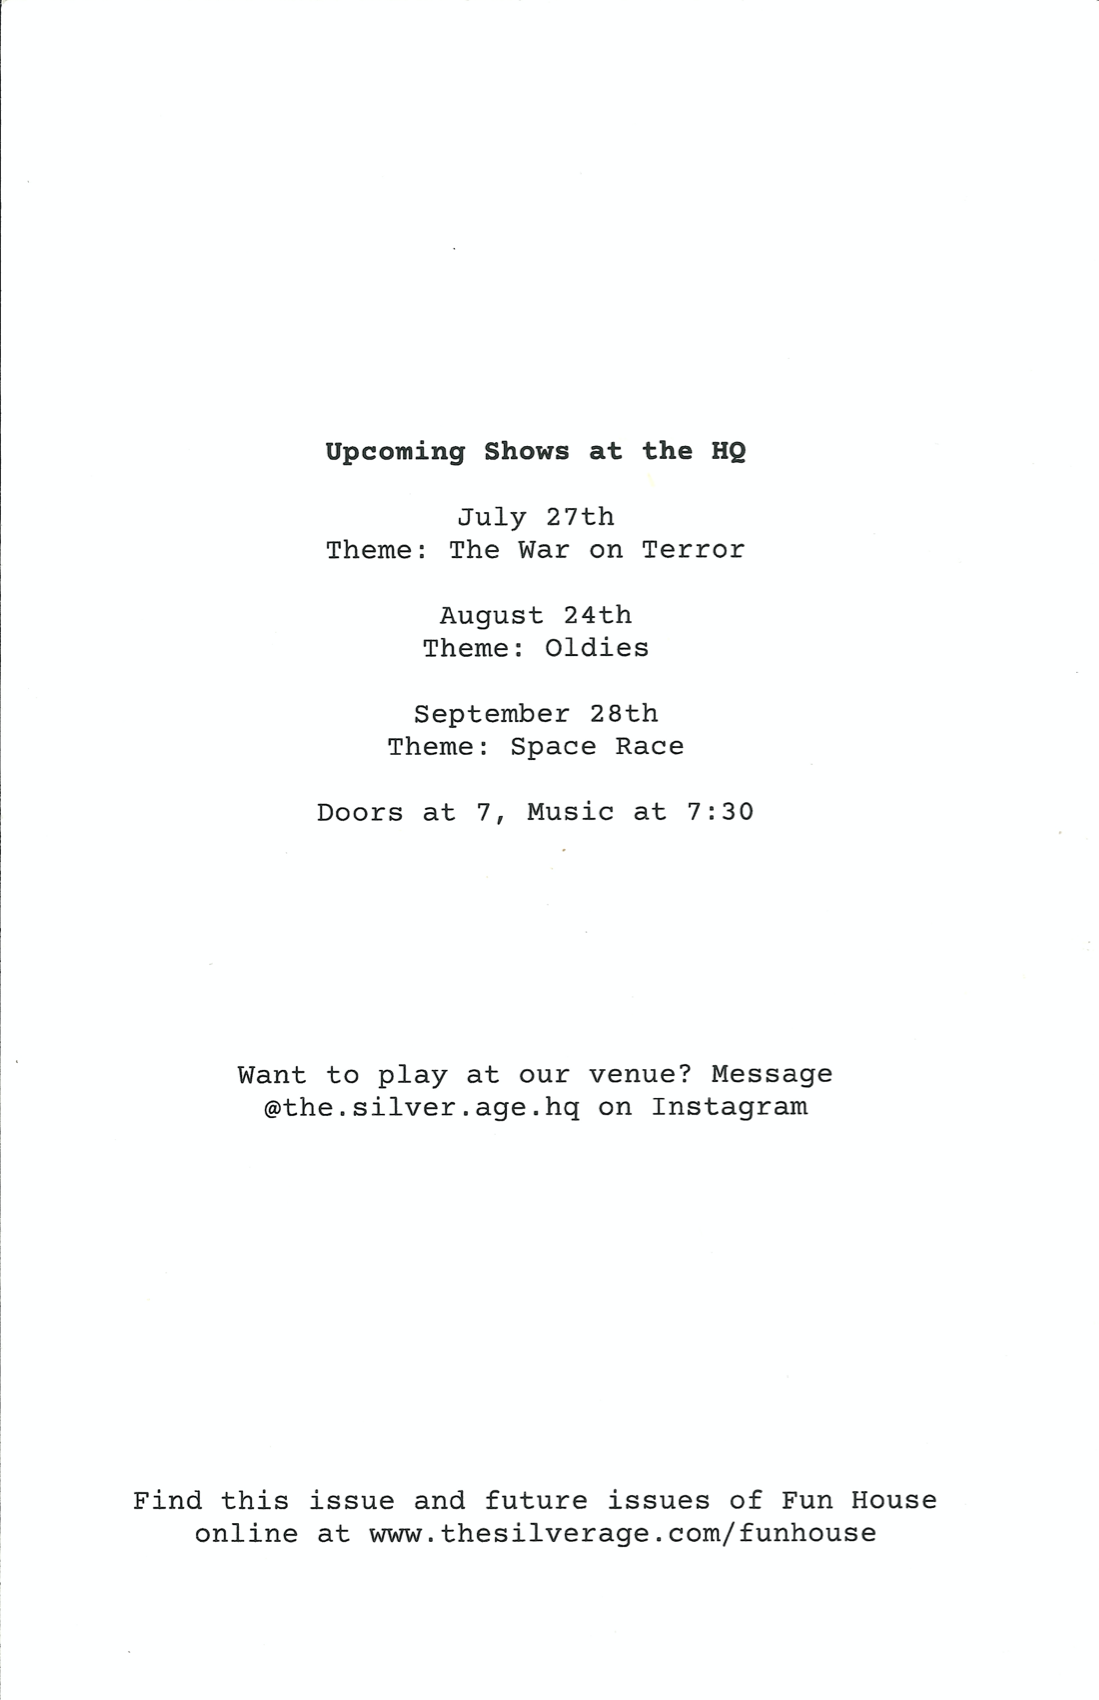 Upcoming Shows at the HQ
July 27th
Theme: The War on Terror
August 24th
Theme: Oldies
September 28th
Theme: Space Race
Doors at 7, Music at 7:30
Want to play at our venue? Message
@the.silver.age.hq on Instagram
Find this issue and future issues of Fun House
online at www.thesilverage.com/funhouse